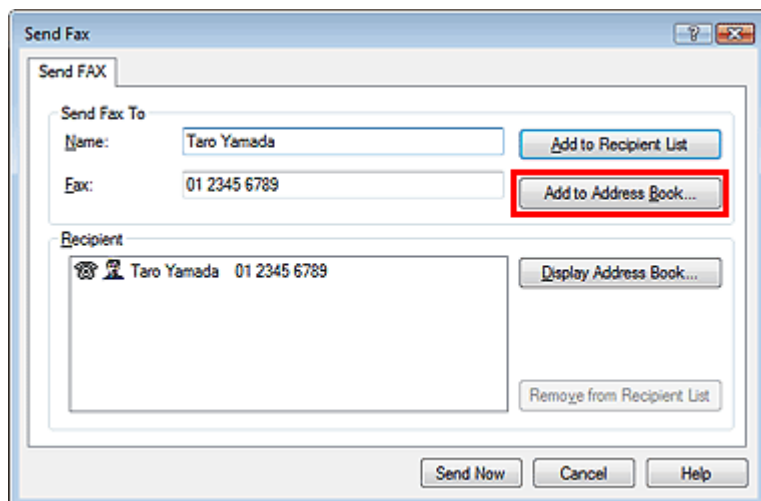 Send Fax
Send FAX
Send Fax To
Name:
Taro Yamada
Add to Recipient List
Fax:
01 2345 6789
Add to Address Book...
Recipient
Taro Yamada 01 2345 6789
Display Address Book...
Remove from Recipient List
Send Now
Cancel
Help